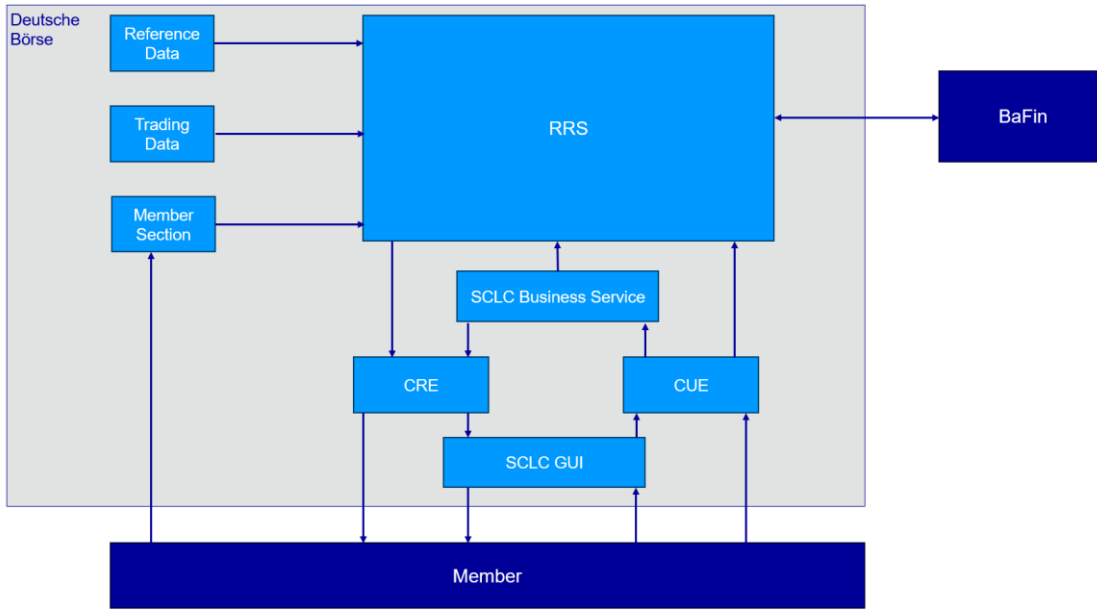 Deutsche
Börse
Reference
Data
Trading
Data
Member
Section
RRS
BaFin
SCLC Business Service
CRE
CUE
SCLC GUI
Member